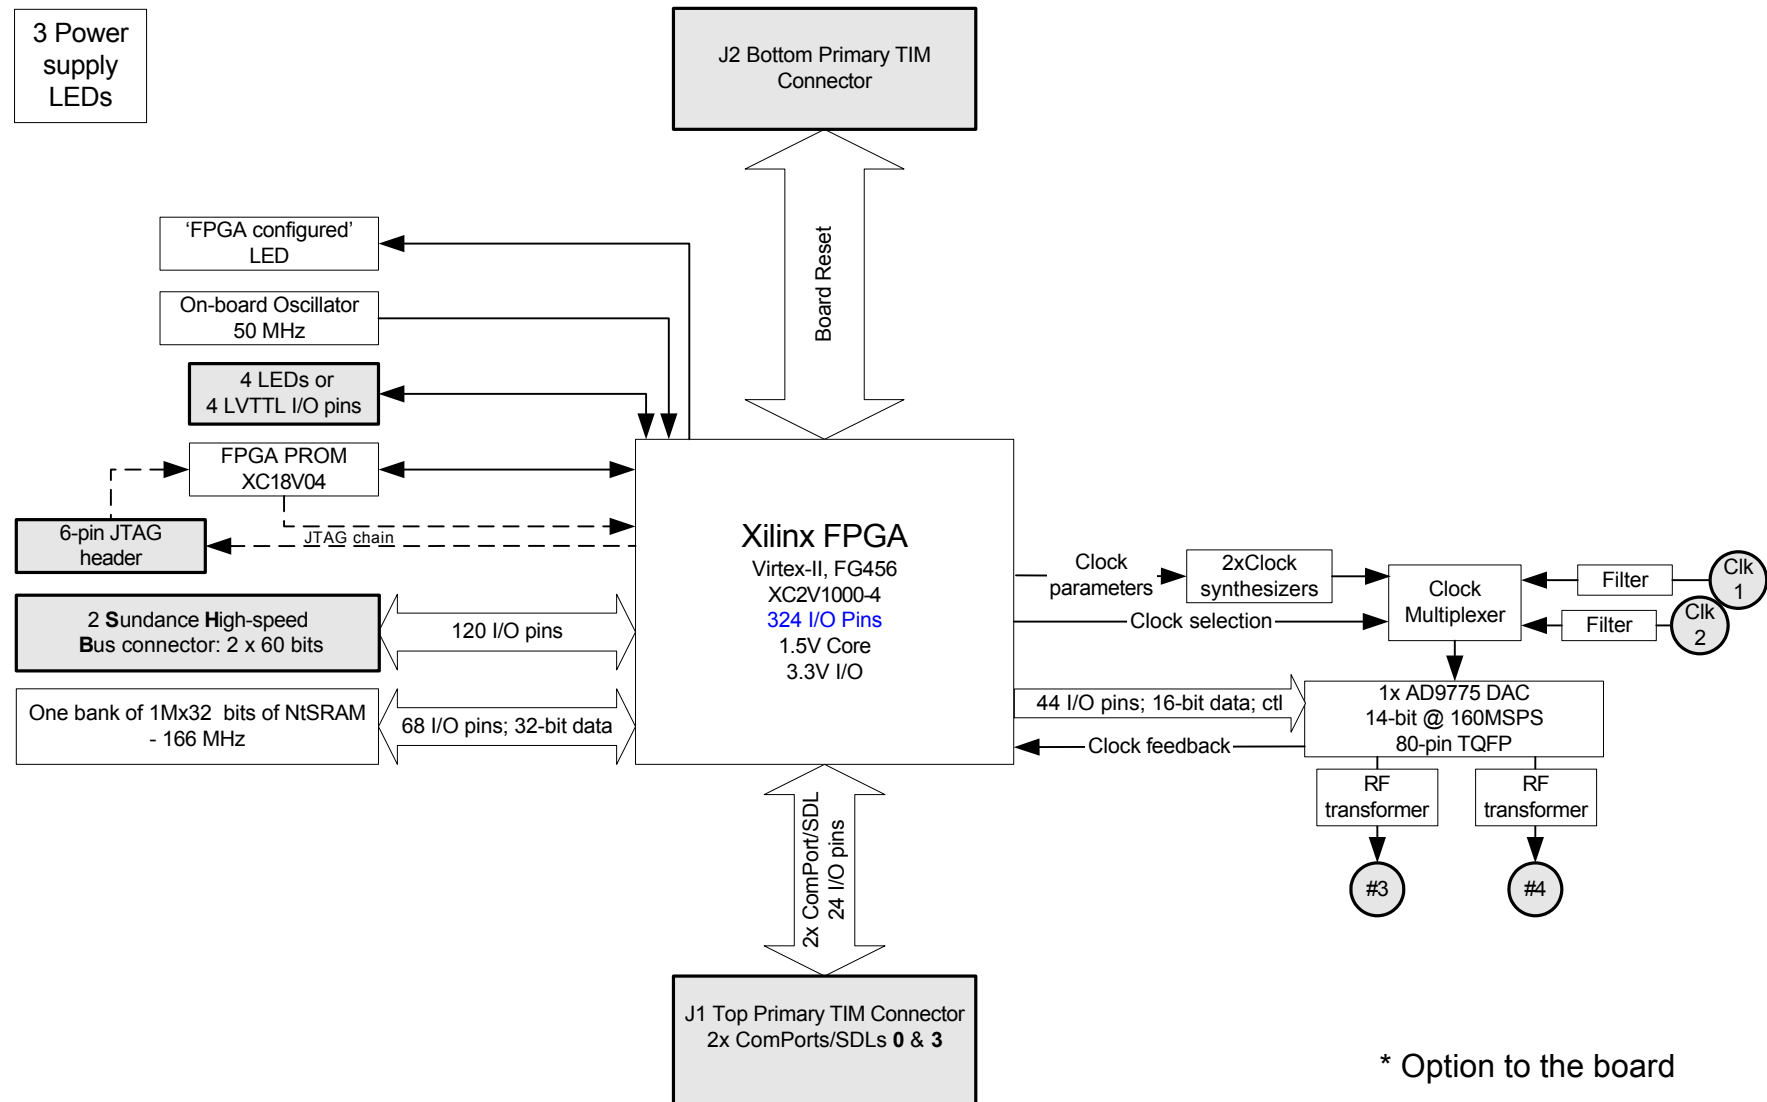 3 Power
supply
LEDs
J2 Bottom Primary TIM
Connector
Board Reset
‘FPGA configured’
LED
On-board Oscillator
50 MHz
4 LEDs or
4 LVTTL I/O pins
FPGA PROM
XC18V04
6-pin JTAG
header
JTAG chain
2 Sundance High-speed
Bus connector: 2 x 60 bits
120 I/O pins
One bank of 1Mx32 bits of NtSRAM
- 166 MHz
68 I/O pins; 32-bit data
Xilinx FPGA
Virtex-II, FG456
XC2V1000-4
324 I/O Pins
1.5V Core
3.3V I/O
Clock
parameters
2xClock
synthesizers
Clock selection
Clock
Multiplexer
Filter
Clk
1
Filter
Clk
2
44 I/O pins; 16-bit data; ctl
Clock feedback
1x AD9775 DAC
14-bit @ 160MSPS
80-pin TQFP
RF
transformer
RF
transformer
#3
#4
2x ComPort/SDL
24 I/O pins
J1 Top Primary TIM Connector
2x ComPorts/SDLs 0 & 3
* Option to the board